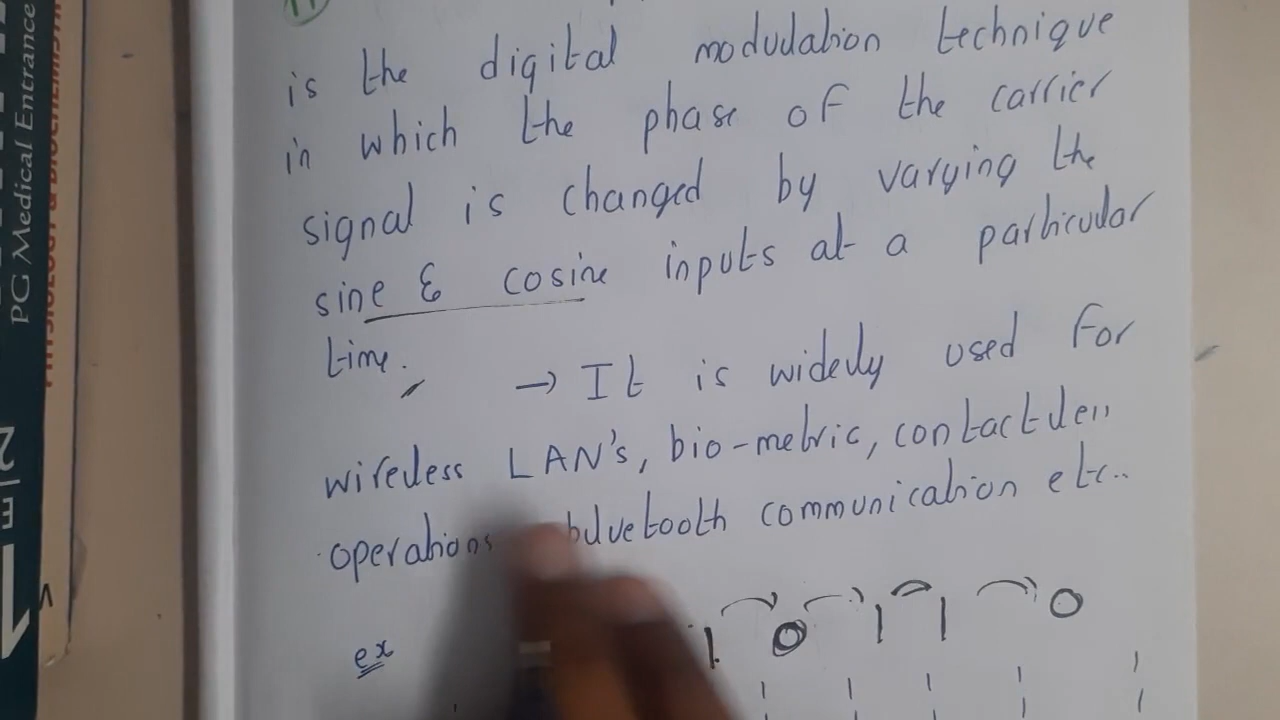 is the digital modulation technique
in which the phase of the carrier
signal is changed by varying the
sine & cosine inputs at a particular
time.
→ It is widely used for
wireless LAN's, bio-metric, contactless
operations bluetooth communication etc..
ex 1 0 1 1 0
PG Medical Entrance